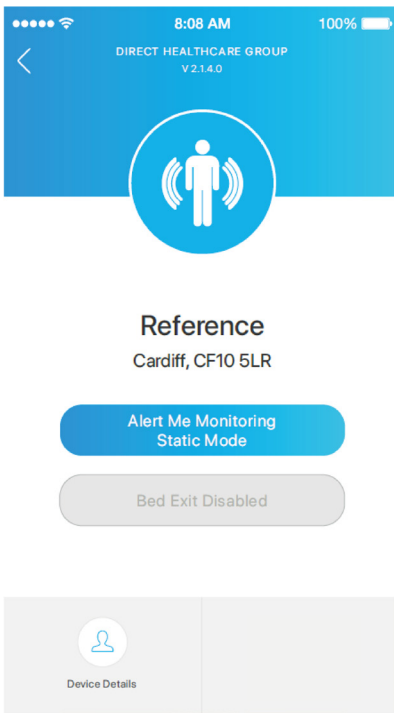 8:08 AM 100%
DIRECT HEALTHCARE GROUP
V 2.1.4.0
Reference
Cardiff, CF10 5LR
Alert Me Monitoring
Static Mode
Bed Exit Disabled
Device Details